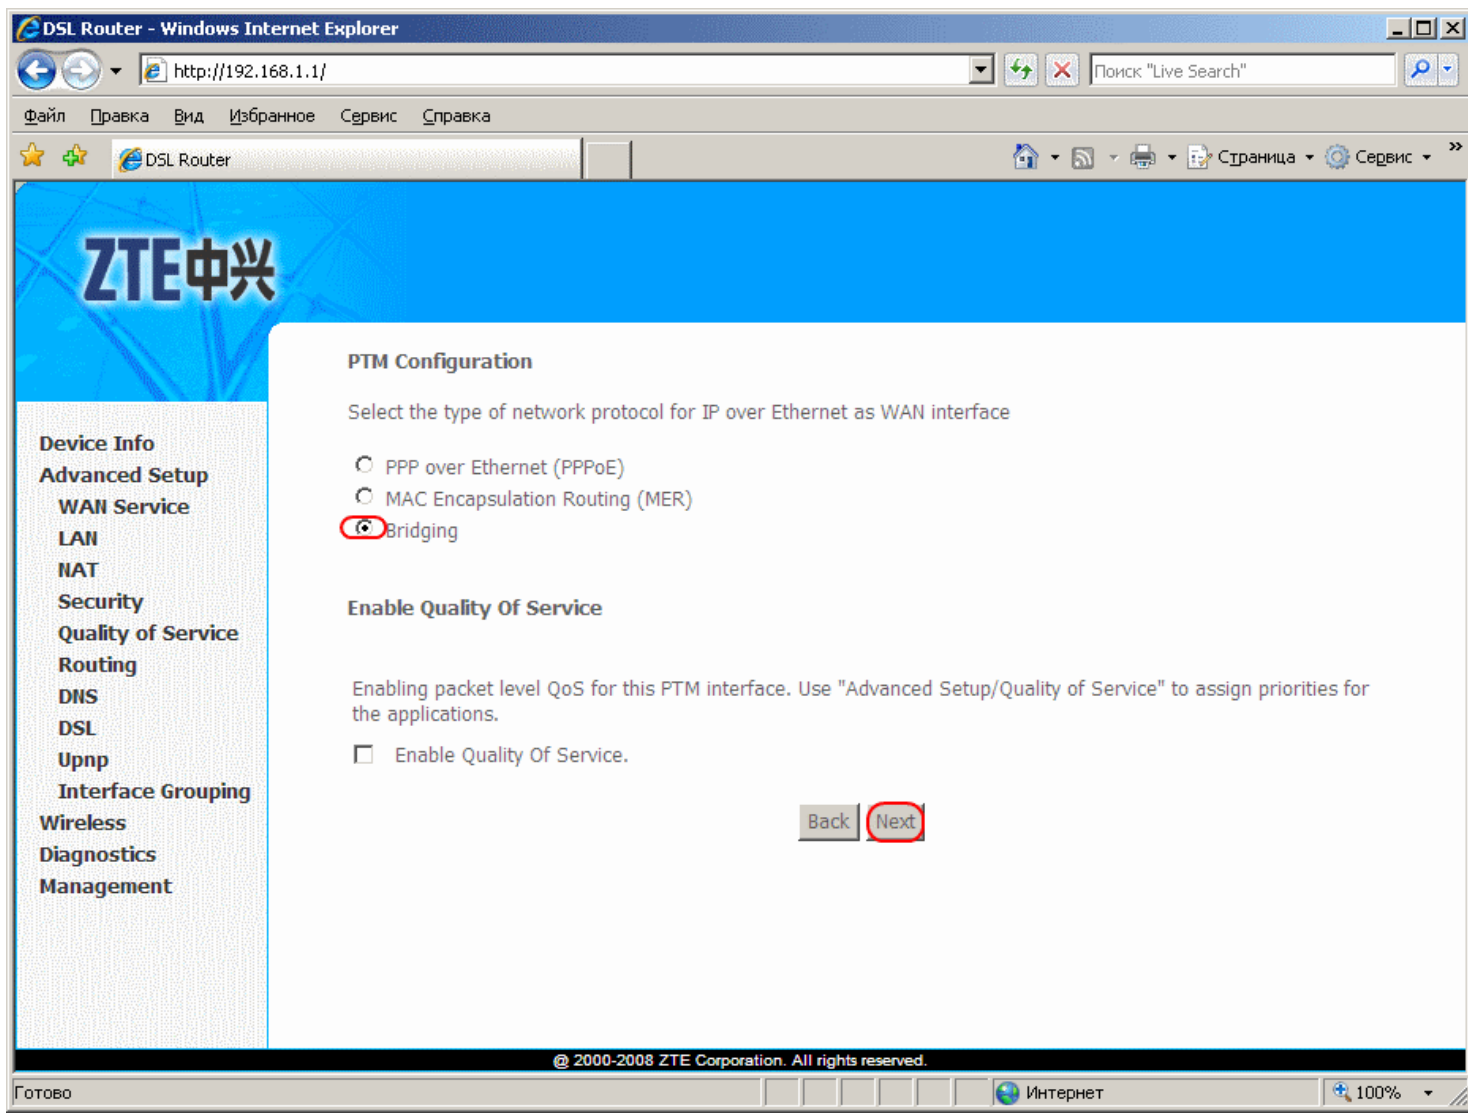 DSL Router - Windows Internet Explorer
http://192.168.1.1/
Поиск "Live Search"
Файл Правка Вид Избранное Сервис Справка
DSL Router
Страница Сервис »
ZTE中兴
PTM Configuration
Select the type of network protocol for IP over Ethernet as WAN interface
PPP over Ethernet (PPPoE)
MAC Encapsulation Routing (MER)
Bridging
Enable Quality Of Service
Enabling packet level QoS for this PTM interface. Use "Advanced Setup/Quality of Service" to assign priorities for
the applications.
Enable Quality Of Service.
Back Next
Device Info
Advanced Setup
WAN Service
LAN
NAT
Security
Quality of Service
Routing
DNS
DSL
Upnp
Interface Grouping
Wireless
Diagnostics
Management
@ 2000-2008 ZTE Corporation. All rights reserved.
Готово
Интернет
100%